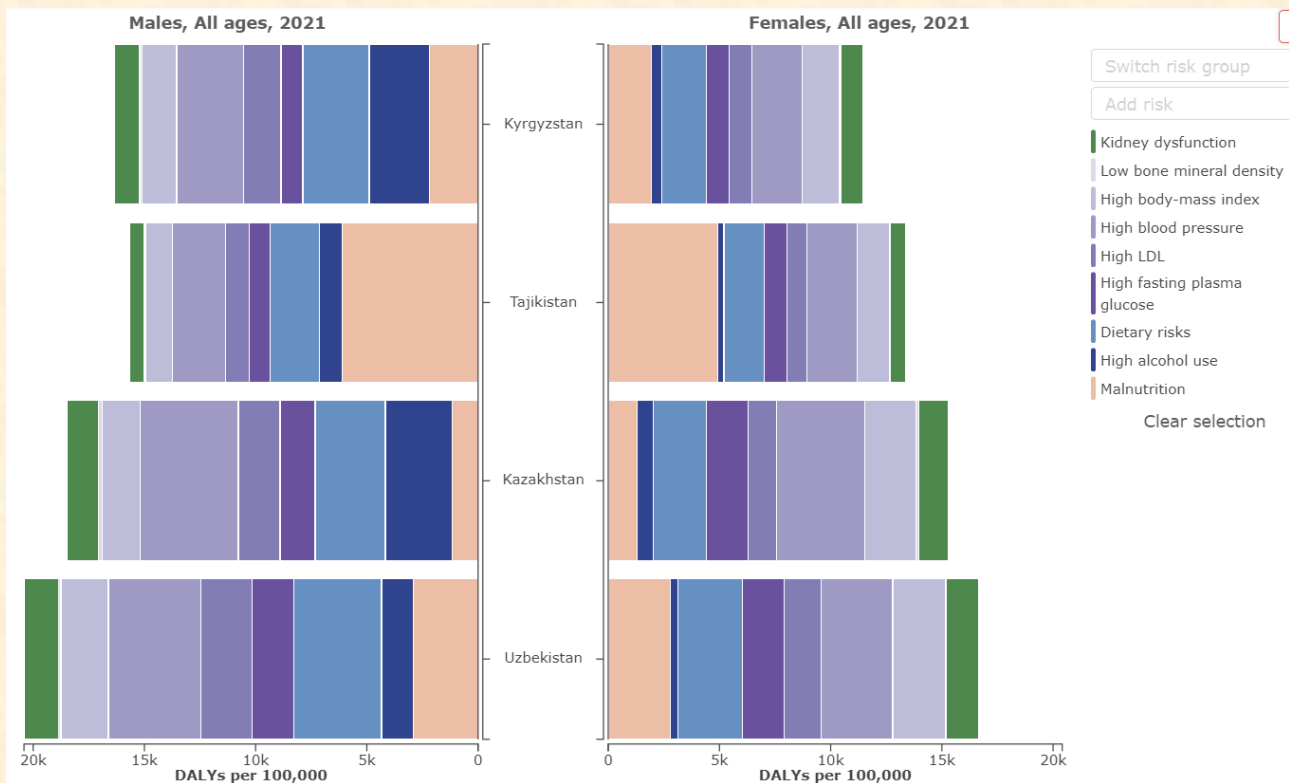 Males, All ages, 2021
Females, All ages, 2021
Switch risk group
Add risk
Kidney dysfunction
Low bone mineral density
High body-mass index
High blood pressure
High LDL
High fasting plasma
glucose
Dietary risks
High alcohol use
Malnutrition
Clear selection
Kyrgyzstan
Tajikistan
Kazakhstan
Uzbekistan
20k 15k 10k 5k 0
DALYs per 100,000
0 5k 10k 15k 20k
DALYs per 100,000